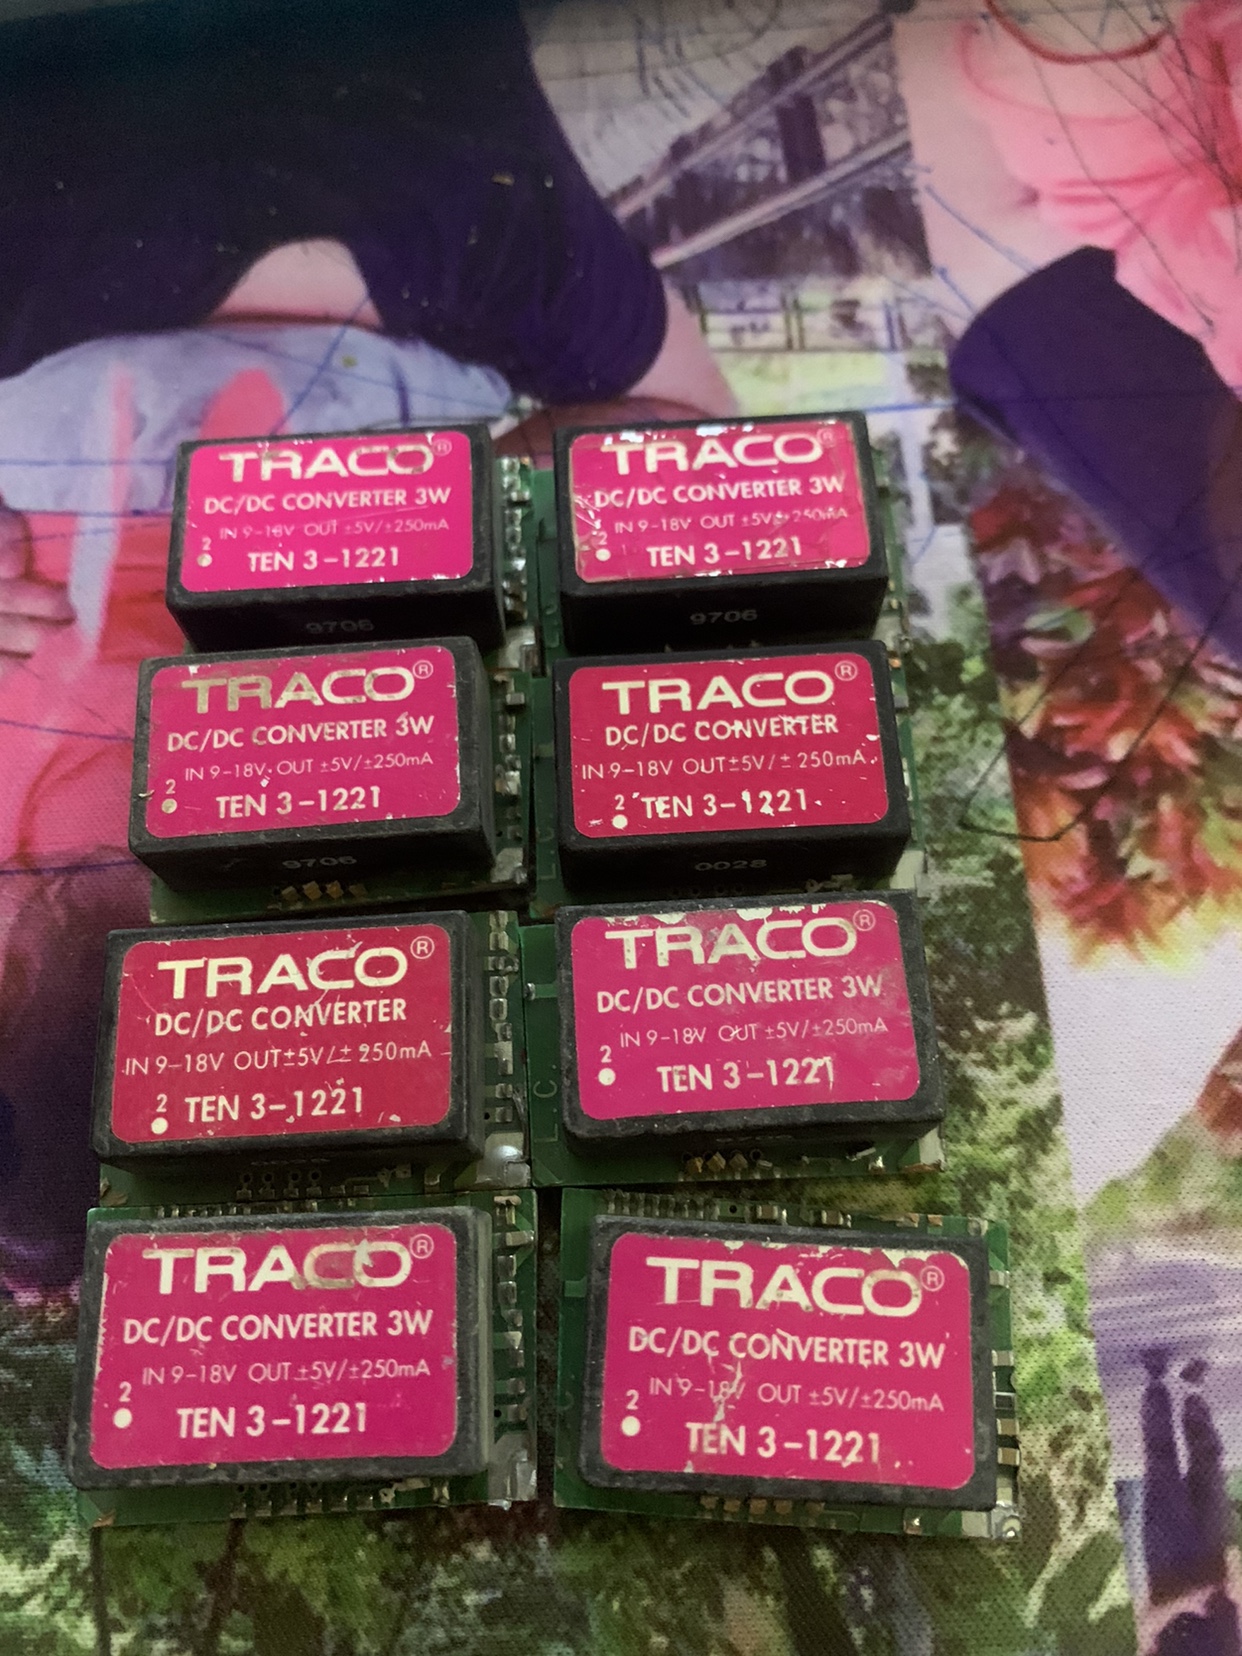 TRACO®
DC/DC CONVERTER 3W
IN 9-18V OUT ±5V/±250mA
2
TEN 3-1221
9706
TRACO®
DC/DC CONVERTER 3W
IN 9-18V OUT ±5V/±250mA
2
TEN 3-1221
9706
TRACO®
DC/DC CONVERTER 3W
IN 9-18V OUT ±5V/±250mA
2
TEN 3-1221
9706
TRACO®
DC/DC CONVERTER
IN 9-18V OUT±5V/± 250mA
2 TEN 3-1221
0028
TRACO®
DC/DC CONVERTER
IN 9-18V OUT±5V/± 250mA
2 TEN 3-1221
TRACO®
DC/DC CONVERTER 3W
IN 9-18V OUT ±5V/±250mA
2
TEN 3-1221
L.C.
TRACO®
DC/DC CONVERTER 3W
IN 9-18V OUT ±5V/±250mA
2
TEN 3-1221
TRACO®
DC/DC CONVERTER 3W
IN 9-18V OUT ±5V/±250mA
2
TEN 3-1221